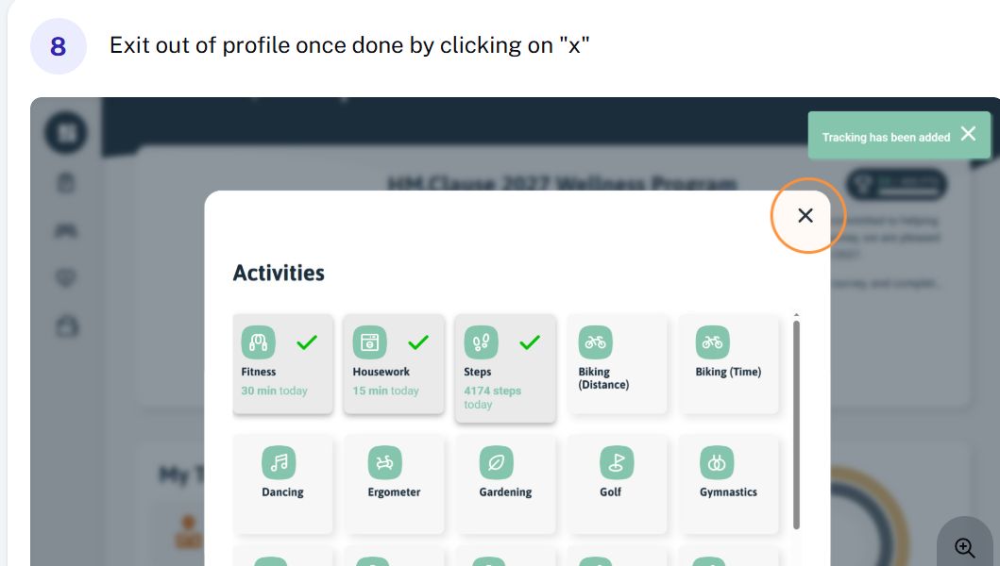 8
Exit out of profile once done by clicking on "x"
Tracking has been added
HM.Clause 2027 Wellness Program
Activities
Fitness
30 min today
Housework
15 min today
Steps
4174 steps
today
Biking
(Distance)
Biking (Time)
Dancing
Ergometer
Gardening
Golf
Gymnastics
My T